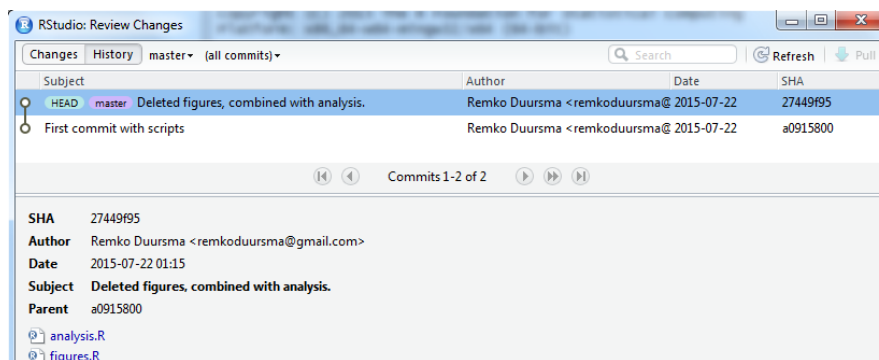 RStudio: Review Changes
Changes History master (all commits) Search Refresh Pull
Subject Author Date SHA
HEAD master Deleted figures, combined with analysis. Remko Duursma <remkoduursma@ 2015-07-22 27449f95
First commit with scripts Remko Duursma <remkoduursma@ 2015-07-22 a0915800
Commits 1-2 of 2
SHA 27449f95
Author Remko Duursma <remkoduursma@gmail.com>
Date 2015-07-22 01:15
Subject Deleted figures, combined with analysis.
Parent a0915800
analysis.R
figures.R